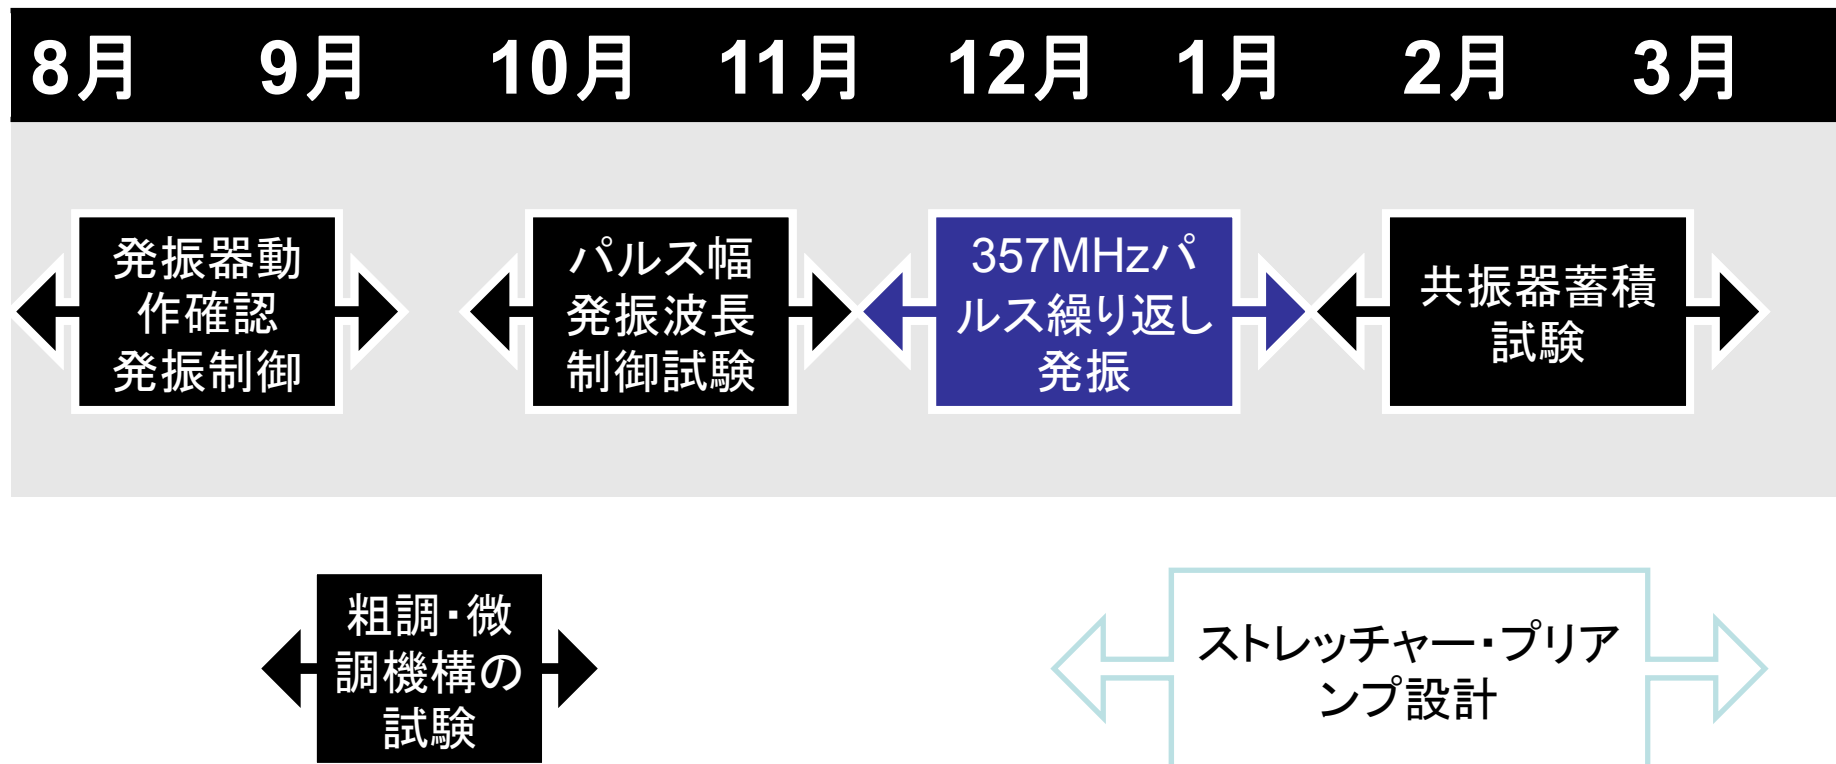 8月 9月 10月 11月 12月 1月 2月 3月
発振器動
作確認
発振制御
パルス幅
発振波長
制御試験
357MHzパ
ルス繰り返し
発振
共振器蓄積
試験
粗調・微
調機構の
試験
ストレッチャー・プリア
ンプ設計